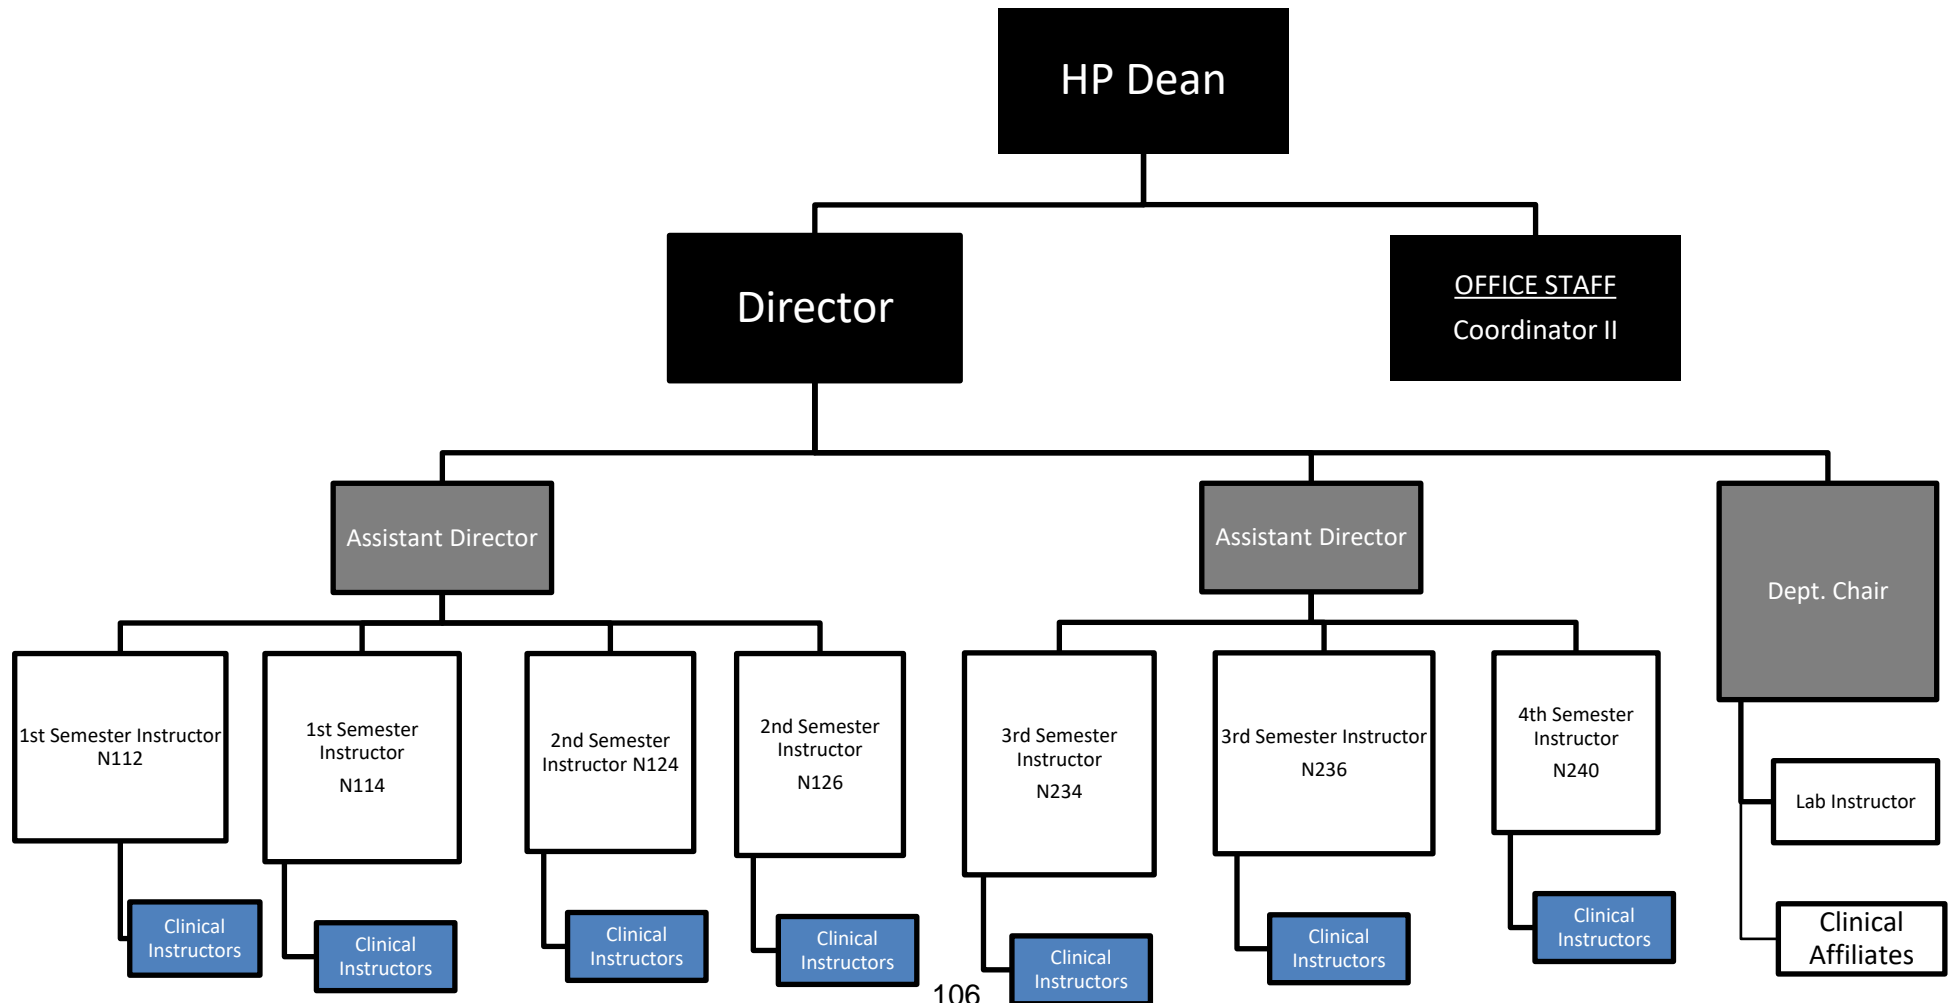 HP Dean
Director
OFFICE STAFF
Coordinator II
Assistant Director
Assistant Director
Dept. Chair
1st Semester Instructor
N112
1st Semester
Instructor
N114
2nd Semester
Instructor N124
2nd Semester
Instructor
N126
3rd Semester
Instructor
N234
3rd Semester Instructor
N236
4th Semester
Instructor
N240
Lab Instructor
Clinical
Instructors
Clinical
Instructors
Clinical
Instructors
Clinical
Instructors
Clinical
Instructors
Clinical
Instructors
Clinical
Instructors
Clinical
Affiliates
106